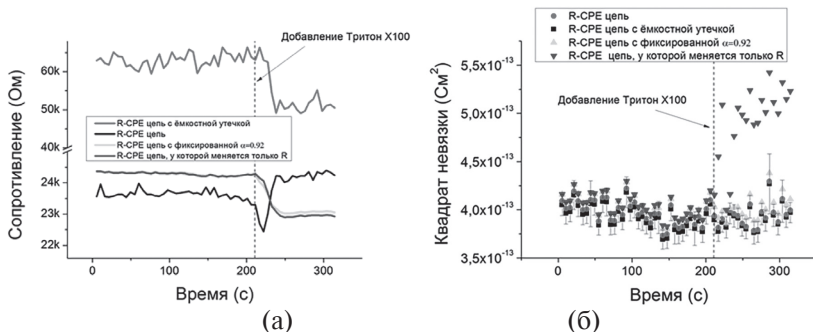 Добавление Тритон X100
Сопротивление (Ом)
60k
50k
40k
24k
23k
22k
R-CPE цепь с ёмкостной утечкой
R-CPE цепь
R-CPE цепь с фиксированной α=0.92
R-CPE цепь, у которой меняется только R
0
100
200
300
Время (с)
(а)
R-CPE цепь
R-CPE цепь с ёмкостной утечкой
R-CPE цепь с фиксированной α=0.92
R-CPE цепь, у которой меняется только R
Квадрат невязки (См²)
5,5x10⁻¹³
5,0x10⁻¹³
4,5x10⁻¹³
4,0x10⁻¹³
3,5x10⁻¹³
Добавление Тритон X100
0
100
200
300
Время (с)
(б)